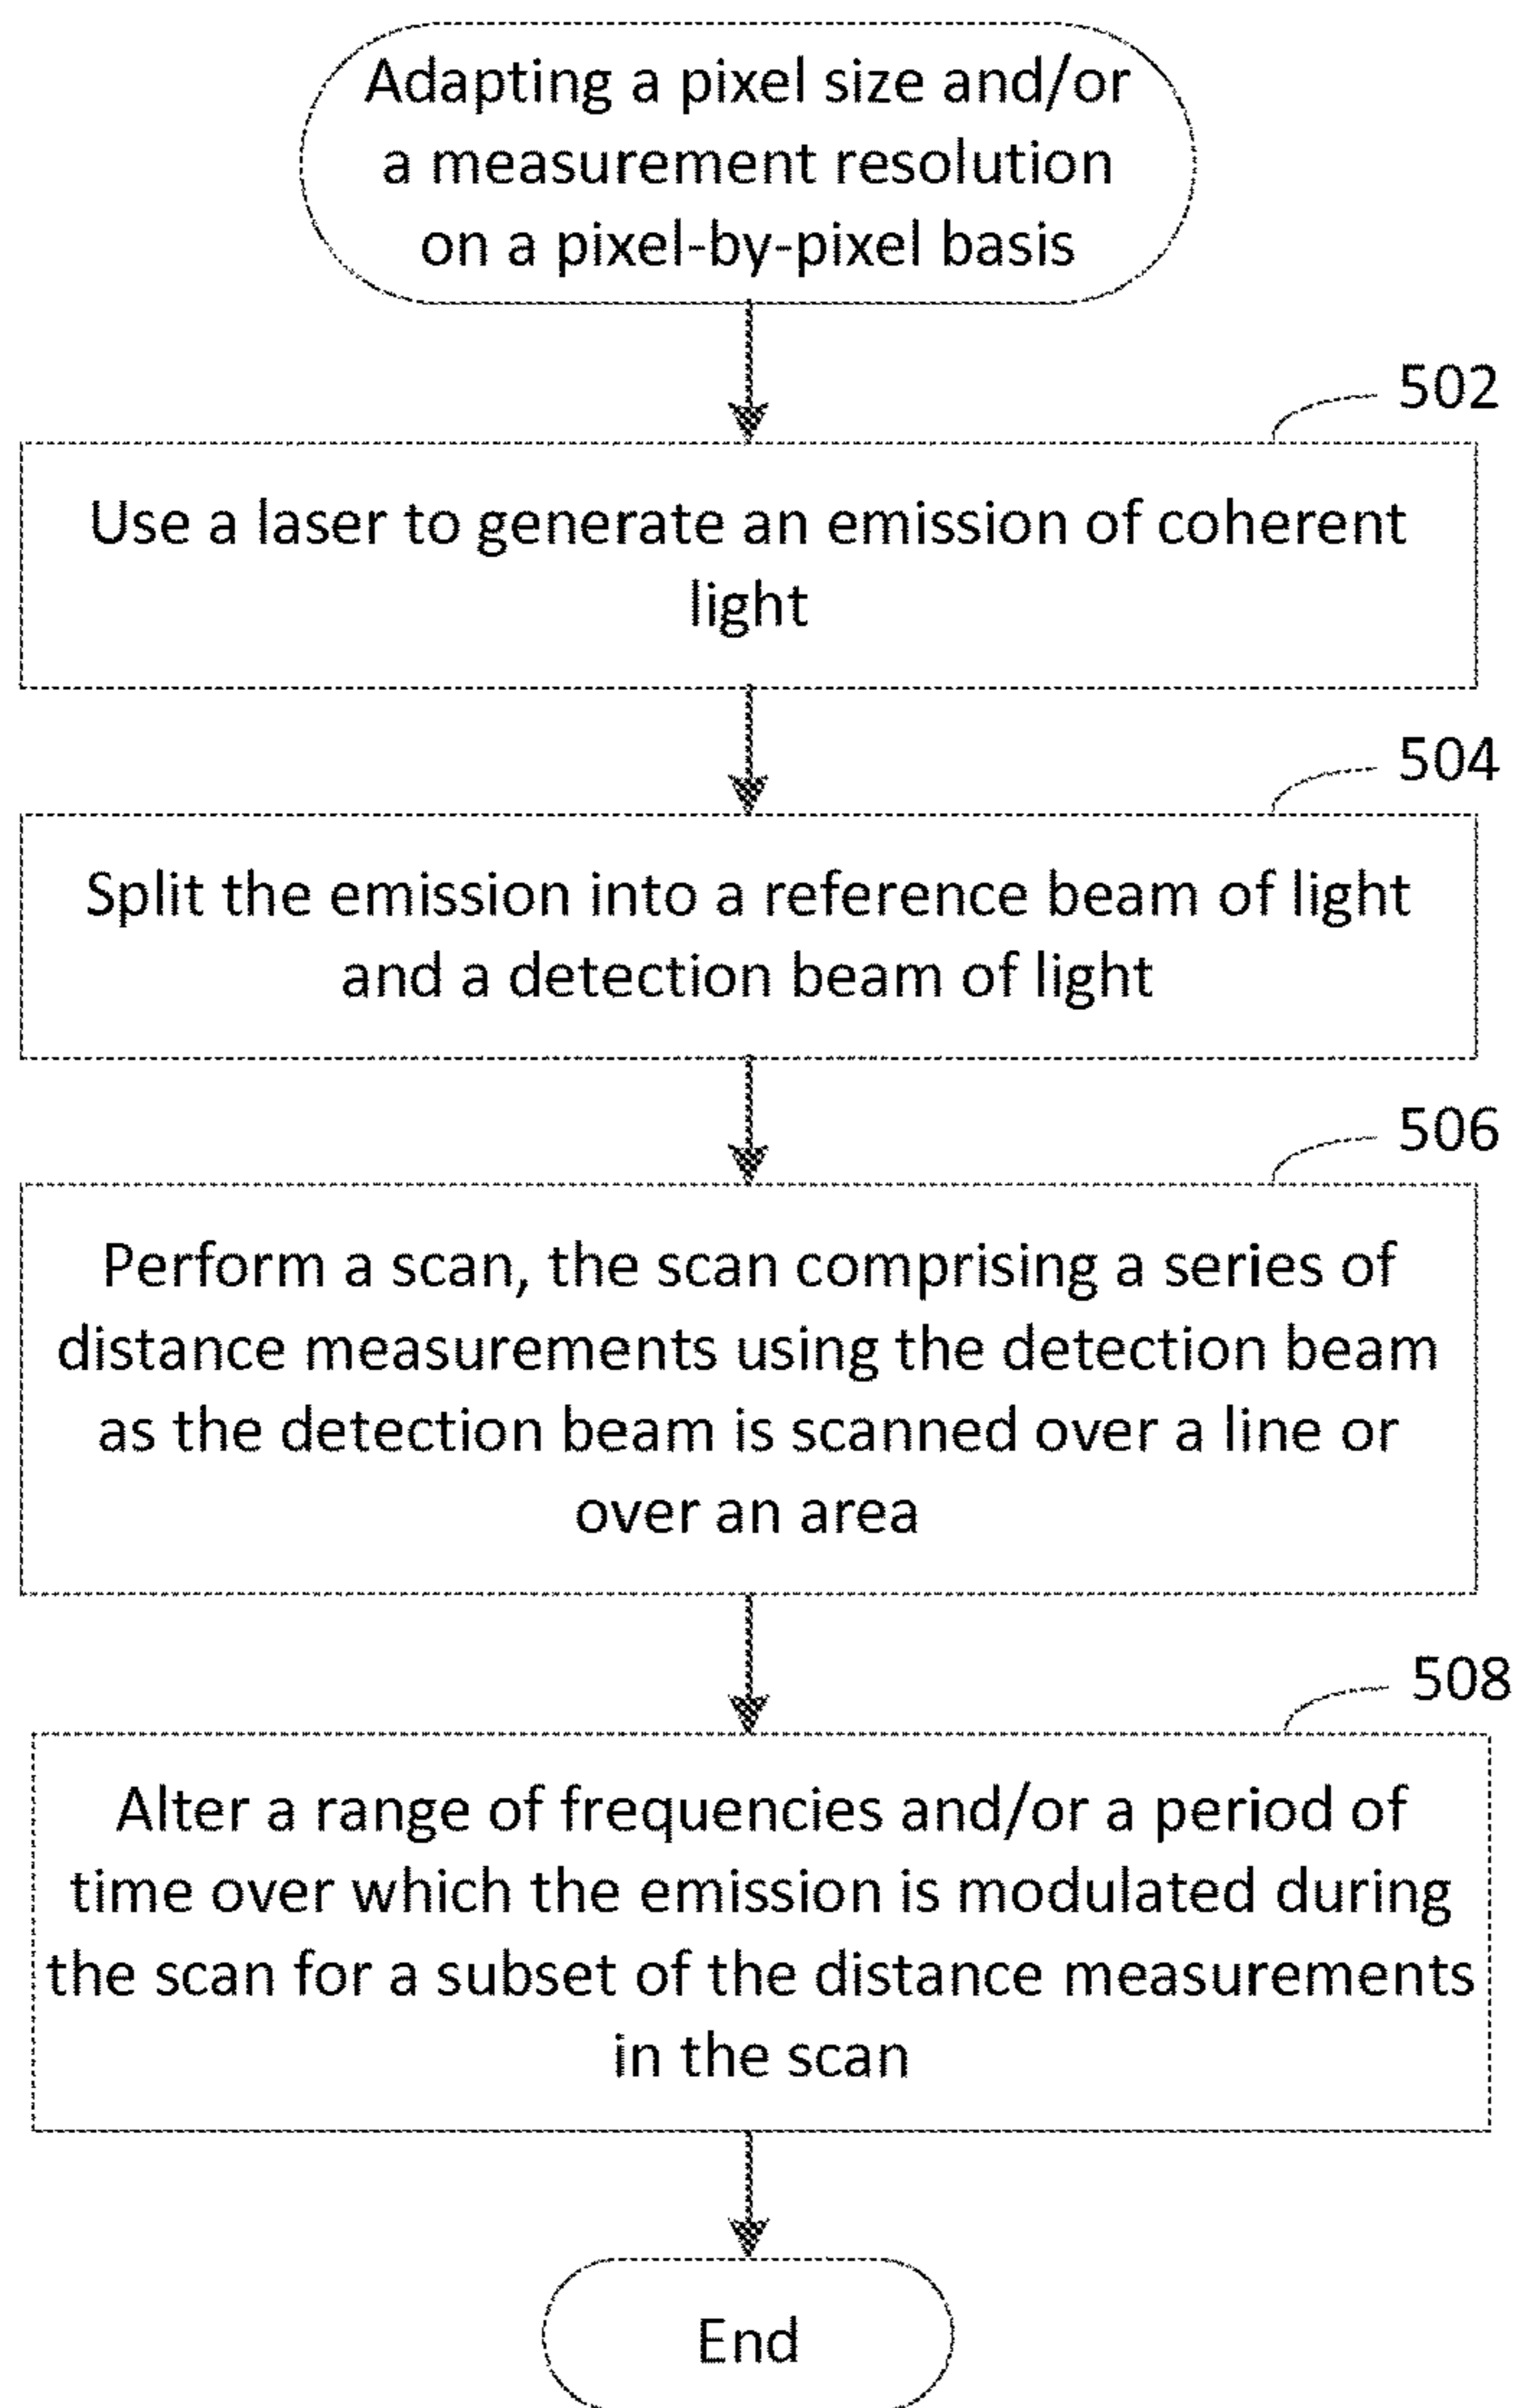 Adapting a pixel size and/or
a measurement resolution
on a pixel-by-pixel basis
502
Use a laser to generate an emission of coherent
light
504
Split the emission into a reference beam of light
and a detection beam of light
506
Perform a scan, the scan comprising a series of
distance measurements using the detection beam
as the detection beam is scanned over a line or
over an area
508
Alter a range of frequencies and/or a period of
time over which the emission is modulated during
the scan for a subset of the distance measurements
in the scan
End